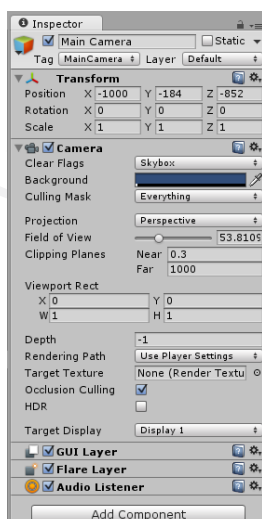 Inspector
Main Camera Static
Tag MainCamera Layer Default
Transform
Position X -1000 Y -184 Z -852
Rotation X 0 Y 0 Z 0
Scale X 1 Y 1 Z 1
Camera
Clear Flags Skybox
Background
Culling Mask Everything
Projection Perspective
Field of View 53.8109
Clipping Planes Near 0.3
Far 1000
Viewport Rect
X 0 Y 0
W 1 H 1
Depth -1
Rendering Path Use Player Settings
Target Texture None (Render Textu
Occlusion Culling
HDR
Target Display Display 1
GUI Layer
Flare Layer
Audio Listener
Add Component